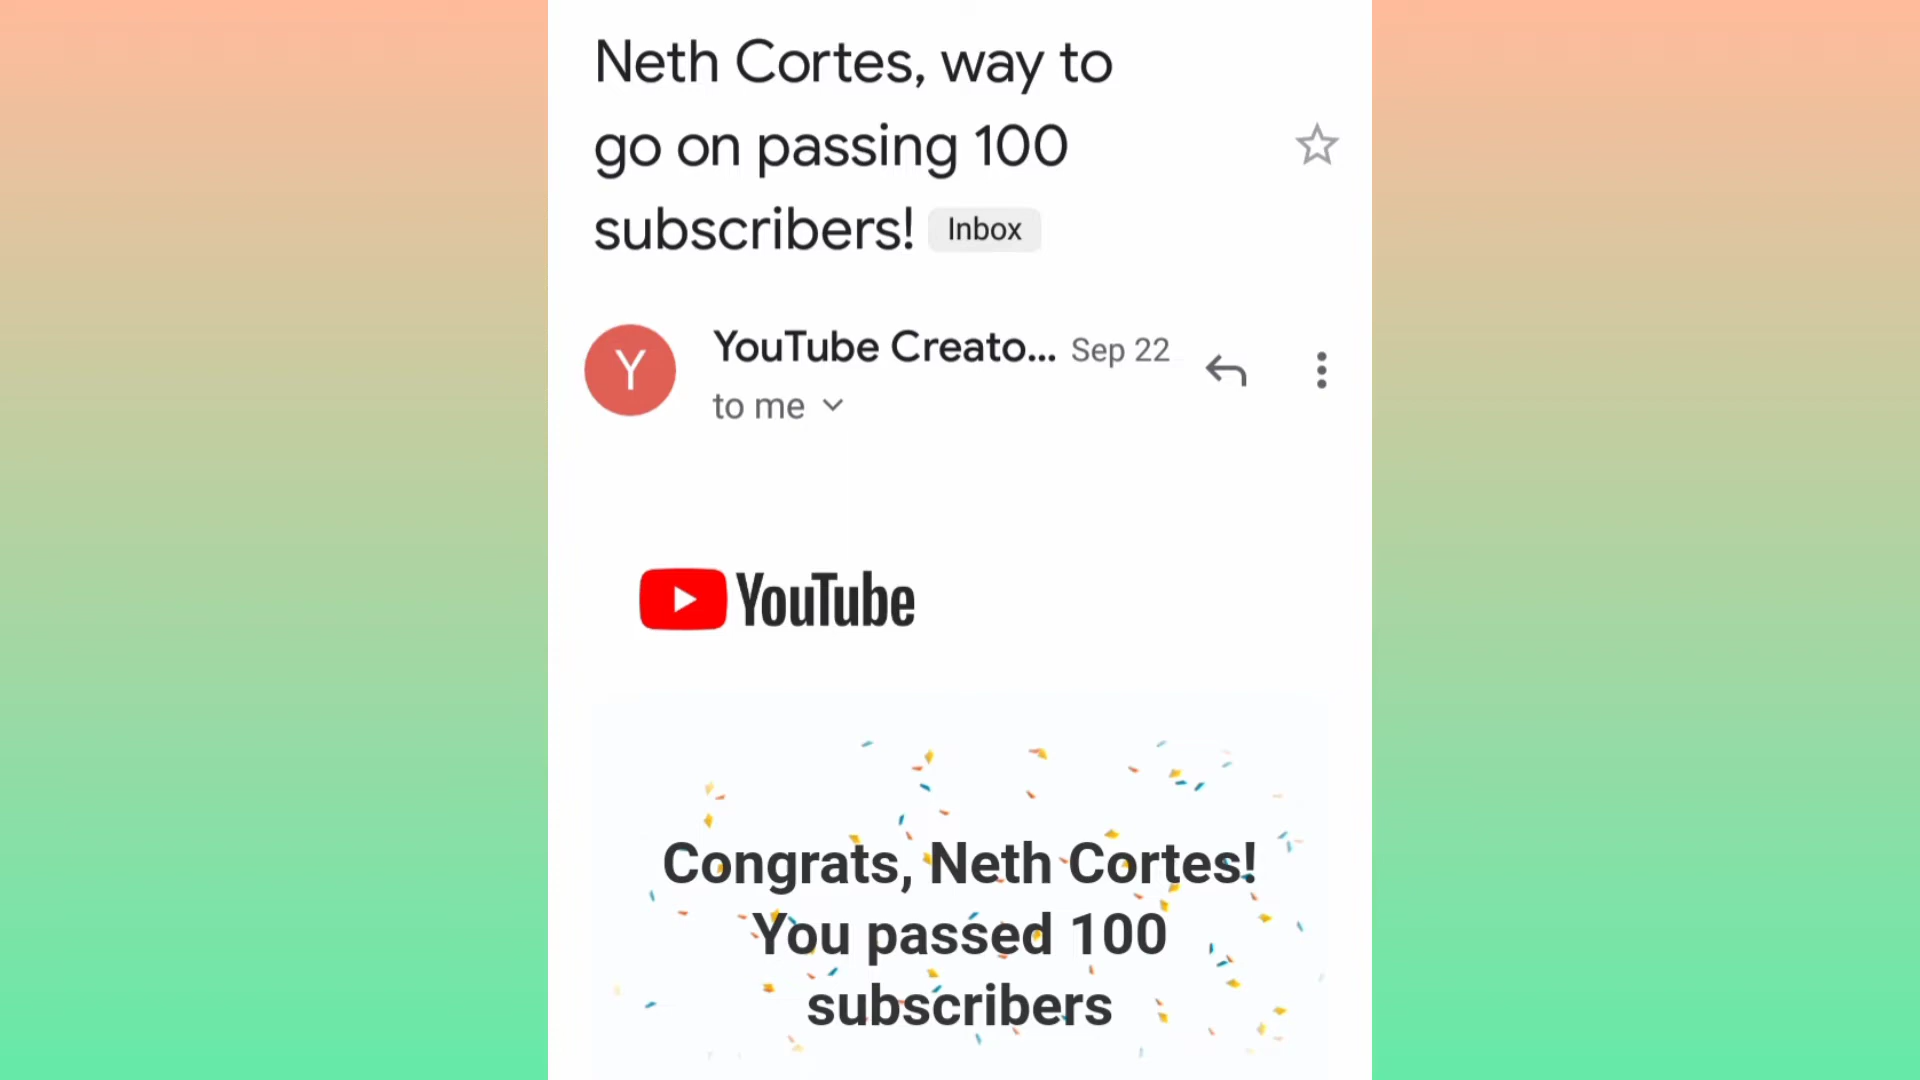 Neth Cortes, way to
go on passing 100
subscribers! Inbox
Y
YouTube Creato... Sep 22
to me
YouTube
Congrats, Neth Cortes!
You passed 100
subscribers